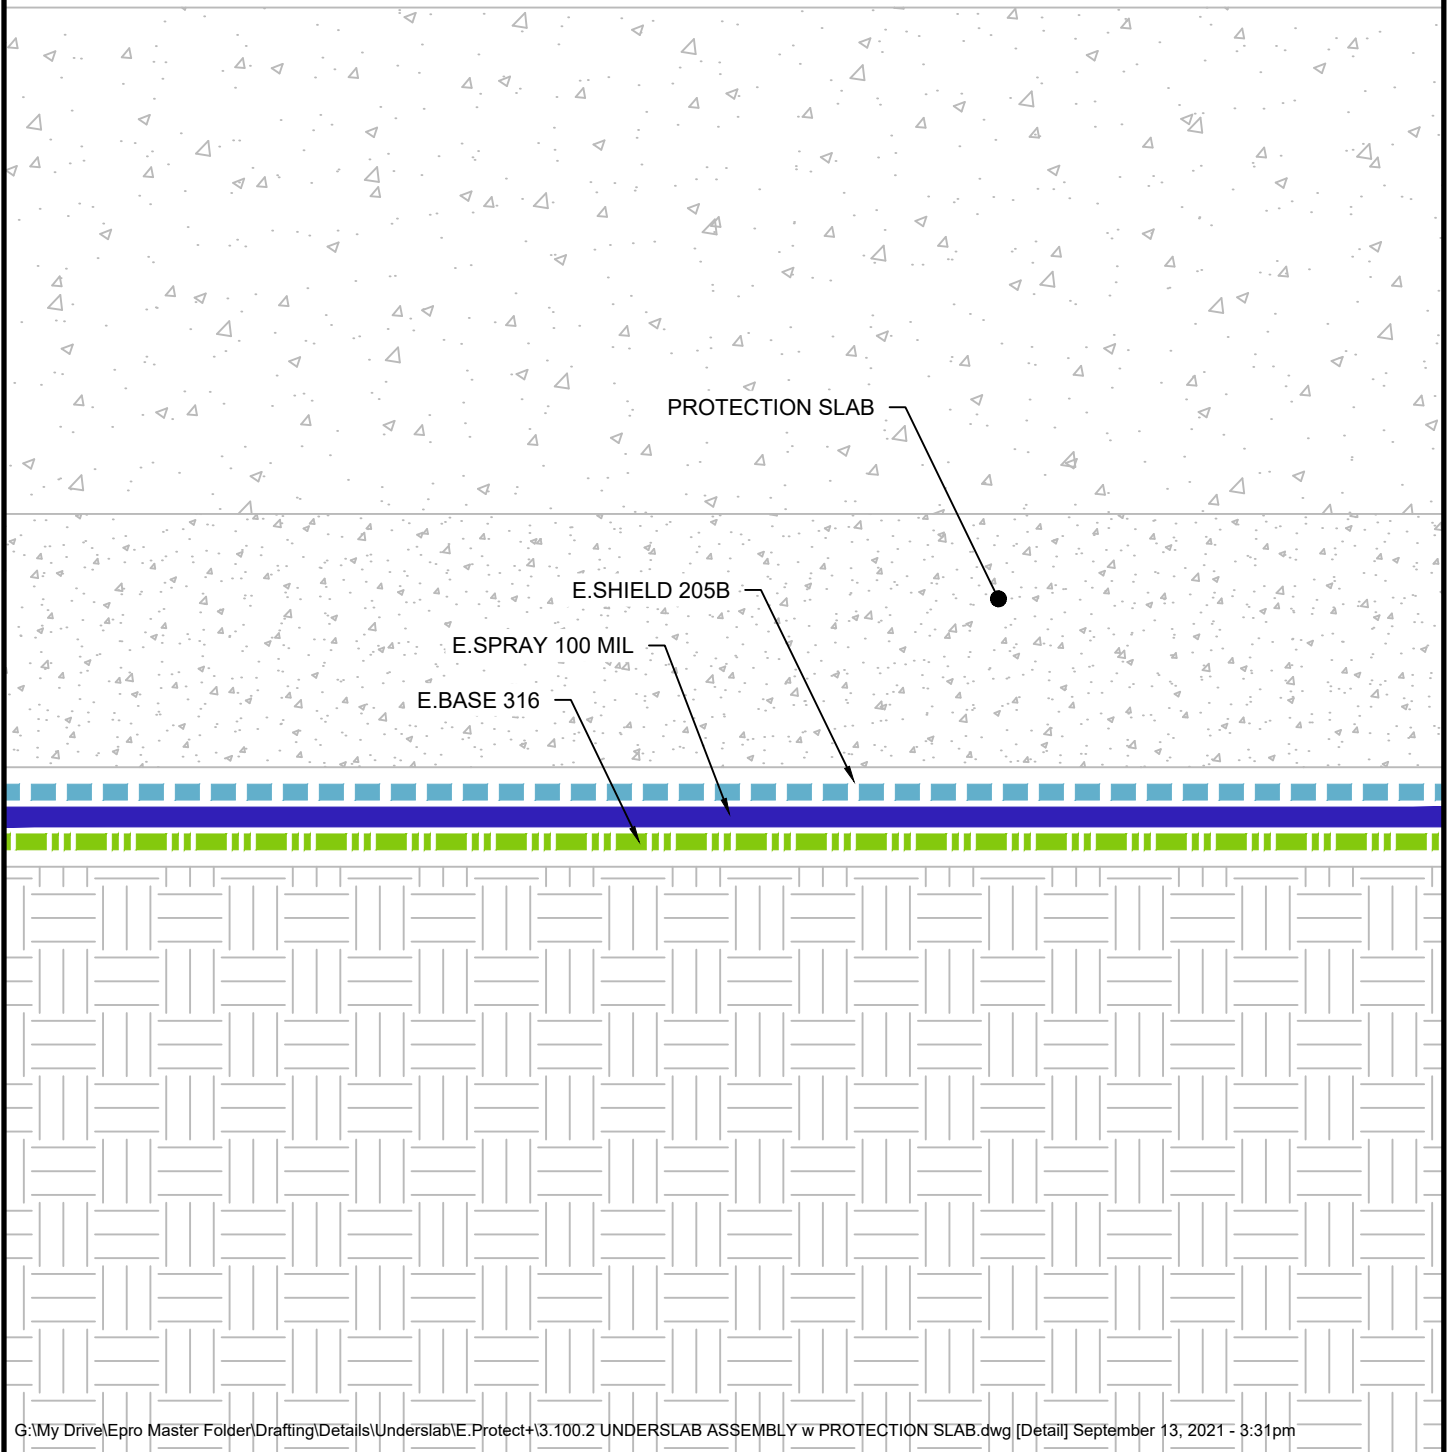 PROTECTION SLAB
E.SHIELD 205B
E.SPRAY 100 MIL
E.BASE 316
G:\My Drive\Epro Master Folder\Drafting\Details\Underslab\E.Protect+\3.100.2 UNDERSLAB ASSEMBLY w PROTECTION SLAB.dwg [Detail] September 13, 2021 - 3:31pm